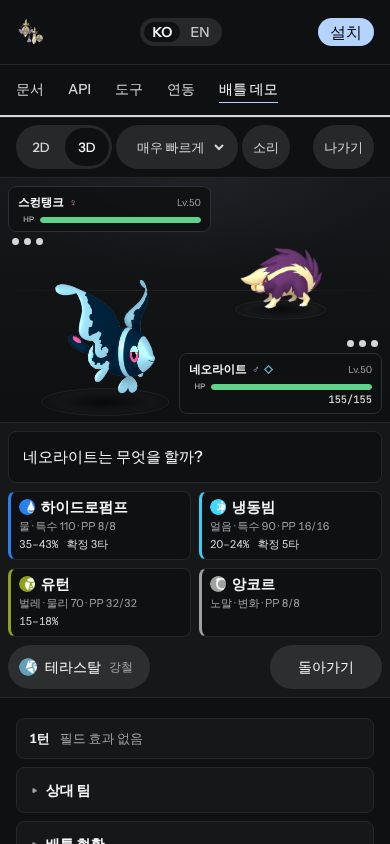 KO EN 설치
문서 API 도구 연동 배틀 데모
2D 3D 매우 빠르게 소리 나가기
스컹탱크 ♀ Lv.50
HP
네오라이트 ♂ Lv.50
HP
155/155
네오라이트는 무엇을 할까?
하이드로펌프
물·특수 110·PP 8/8
35–43% 확정 3타
냉동빔
얼음·특수 90·PP 16/16
20–24% 확정 5타
유턴
벌레·물리 70·PP 32/32
15–18%
앙코르
노말·변화·PP 8/8
테라스탈 강철
돌아가기
1턴 필드 효과 없음
상대 팀
배틀 현황